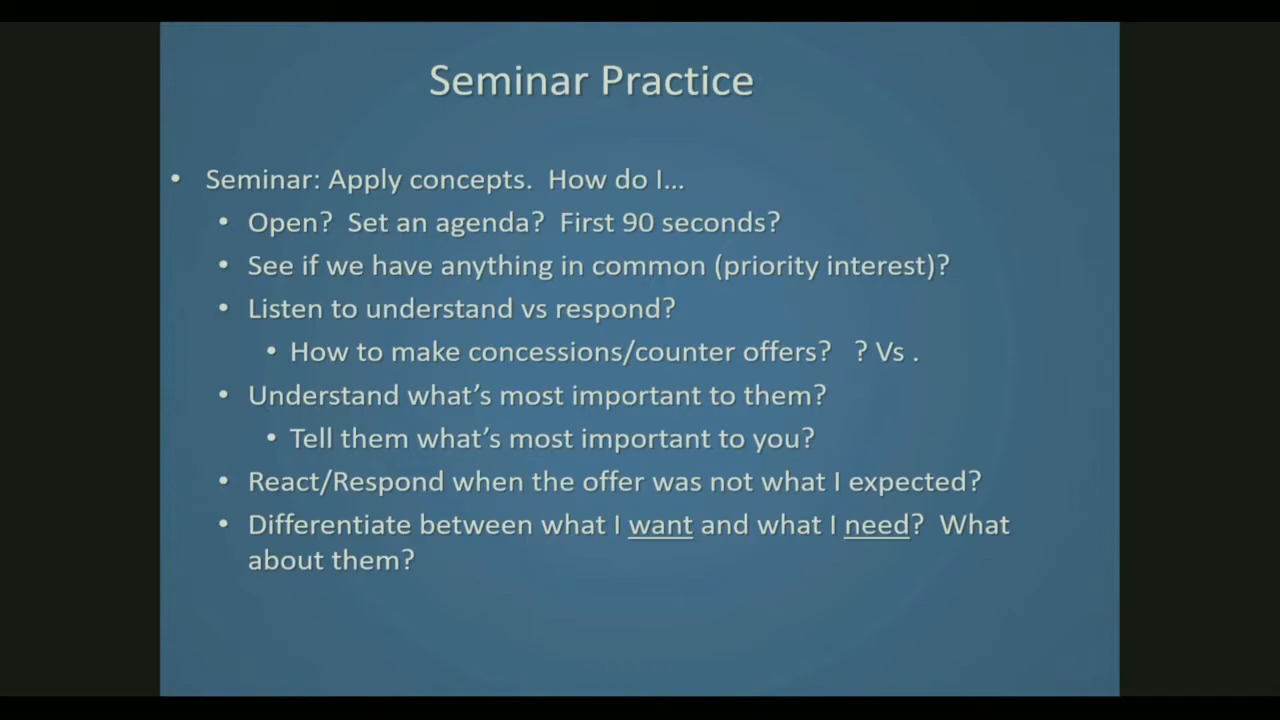 Seminar Practice
• Seminar: Apply concepts.  How do I…
• Open?  Set an agenda?  First 90 seconds?
• See if we have anything in common (priority interest)?
• Listen to understand vs respond?
• How to make concessions/counter offers?   ? Vs .
• Understand what’s most important to them?
• Tell them what’s most important to you?
• React/Respond when the offer was not what I expected?
• Differentiate between what I want and what I need?  What
about them?